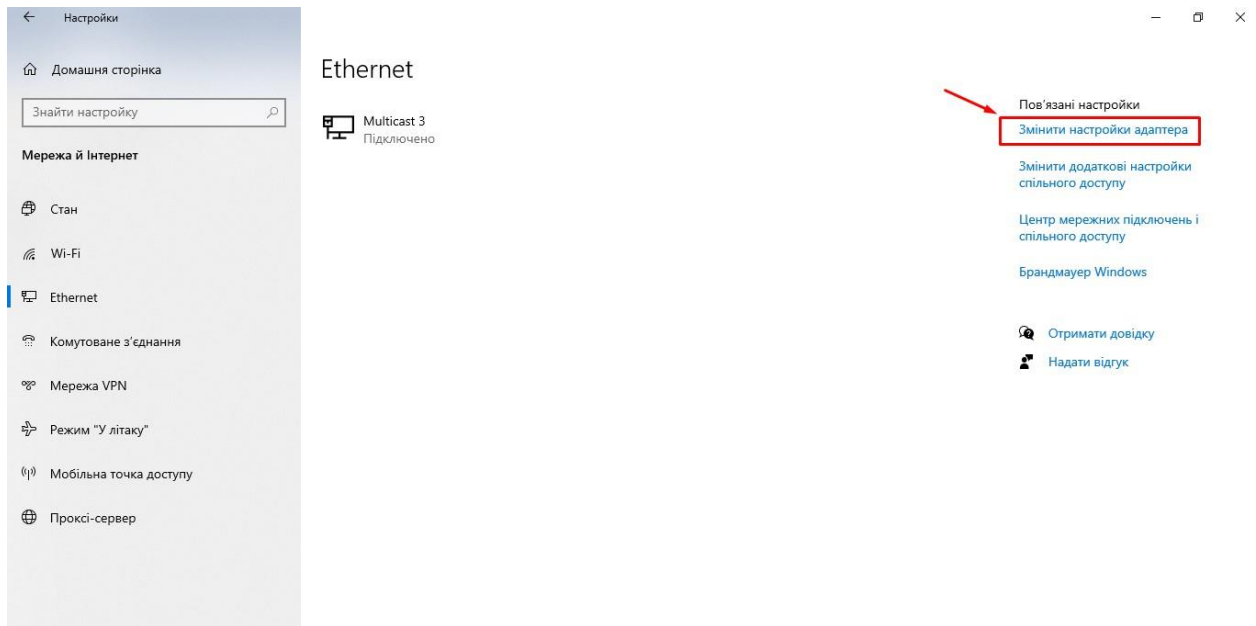 Настройки
Домашня сторінка
Знайти настройку
Мережа й Інтернет
Стан
Wi-Fi
Ethernet
Комутоване з’єднання
Мережа VPN
Режим "У літаку"
Мобільна точка доступу
Проксі-сервер
Ethernet
Multicast 3
Підключено
Пов’язані настройки
Змінити настройки адаптера
Змінити додаткові настройки
спільного доступу
Центр мережних підключень і
спільного доступу
Брандмауер Windows
Отримати довідку
Надати відгук